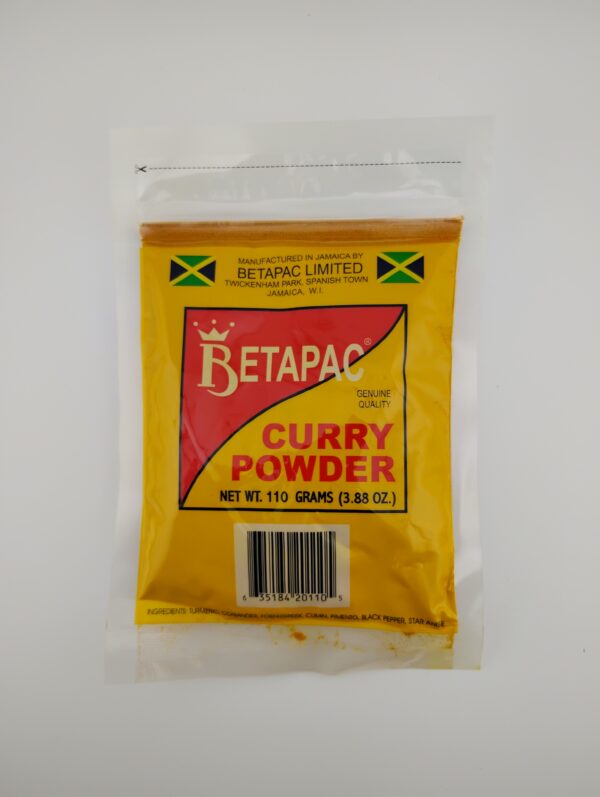 MANUFACTURED IN JAMAICA BY
BETAPAC LIMITED
TWICKENHAM PARK, SPANISH TOWN
JAMAICA, W.I.
BETAPAC®
GENUINE
QUALITY
CURRY
POWDER
NET WT. 110 GRAMS (3.88 OZ.)
6 35184 20110 5
INGREDIENTS: TURMERIC, CORIANDER, FOENUGREEK, CUMIN, PIMENTO, BLACK PEPPER, STAR ANISE